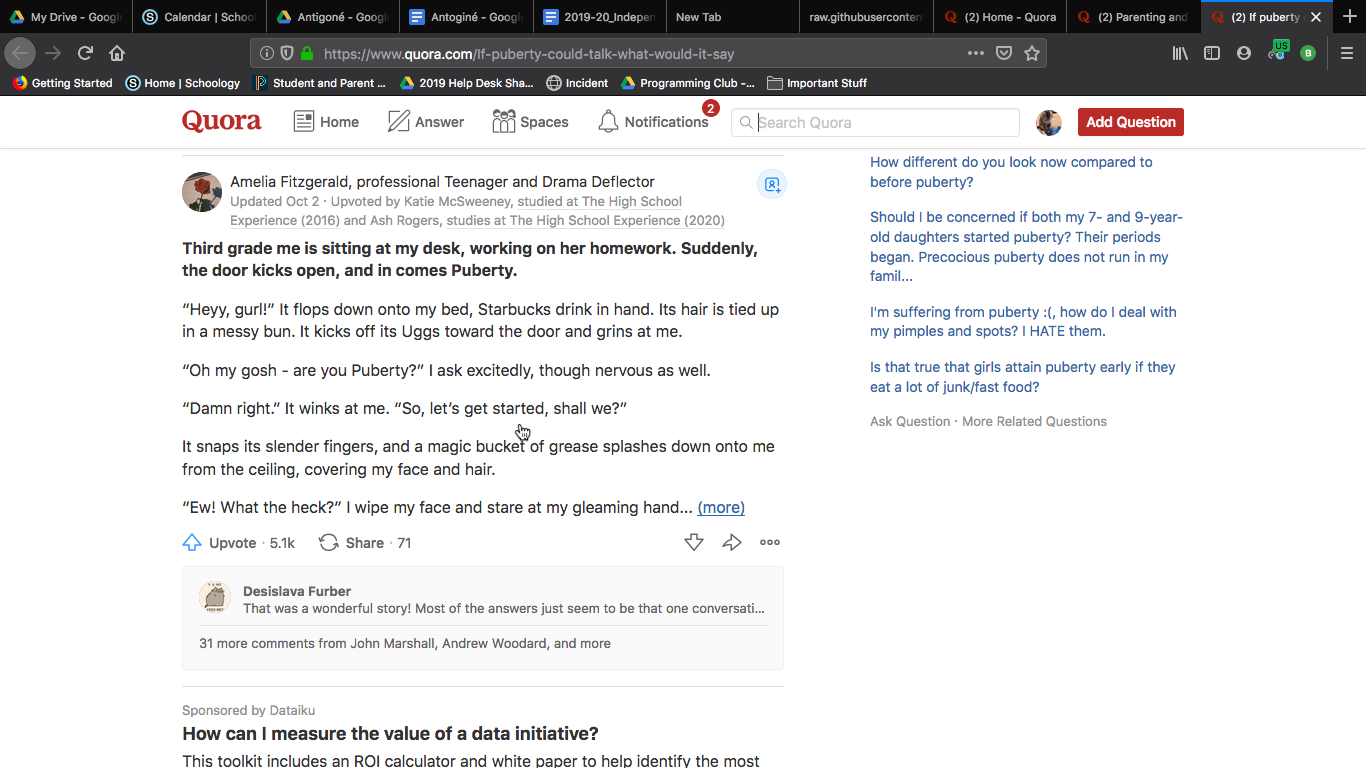 My Drive - Google
Calendar | School
Antigoné - Google
Antoginé - Google
2019-20_Indepen
New Tab
raw.githubusercontent
(2) Home - Quora
(2) Parenting and
(2) If puberty
https://www.quora.com/If-puberty-could-talk-what-would-it-say
US
B
Getting Started
Home | Schoology
Student and Parent ...
2019 Help Desk Sha...
Incident
Programming Club -...
Important Stuff
Quora
Home
Answer
Spaces
Notifications
2
Search Quora
Add Question
Amelia Fitzgerald, professional Teenager and Drama Deflector
Updated Oct 2 · Upvoted by Katie McSweeney, studied at The High School
Experience (2016) and Ash Rogers, studies at The High School Experience (2020)
Third grade me is sitting at my desk, working on her homework. Suddenly,
the door kicks open, and in comes Puberty.
“Heyy, gurl!” It flops down onto my bed, Starbucks drink in hand. Its hair is tied up
in a messy bun. It kicks off its Uggs toward the door and grins at me.
“Oh my gosh - are you Puberty?” I ask excitedly, though nervous as well.
“Damn right.” It winks at me. “So, let’s get started, shall we?”
It snaps its slender fingers, and a magic bucket of grease splashes down onto me
from the ceiling, covering my face and hair.
“Ew! What the heck?” I wipe my face and stare at my gleaming hand... (more)
Upvote · 5.1k
Share · 71
Desislava Furber
That was a wonderful story! Most of the answers just seem to be that one conversati...
31 more comments from John Marshall, Andrew Woodard, and more
Sponsored by Dataiku
How can I measure the value of a data initiative?
This toolkit includes an ROI calculator and white paper to help identify the most
How different do you look now compared to
before puberty?
Should I be concerned if both my 7- and 9-year-
old daughters started puberty? Their periods
began. Precocious puberty does not run in my
famil...
I'm suffering from puberty :(, how do I deal with
my pimples and spots? I HATE them.
Is that true that girls attain puberty early if they
eat a lot of junk/fast food?
Ask Question · More Related Questions